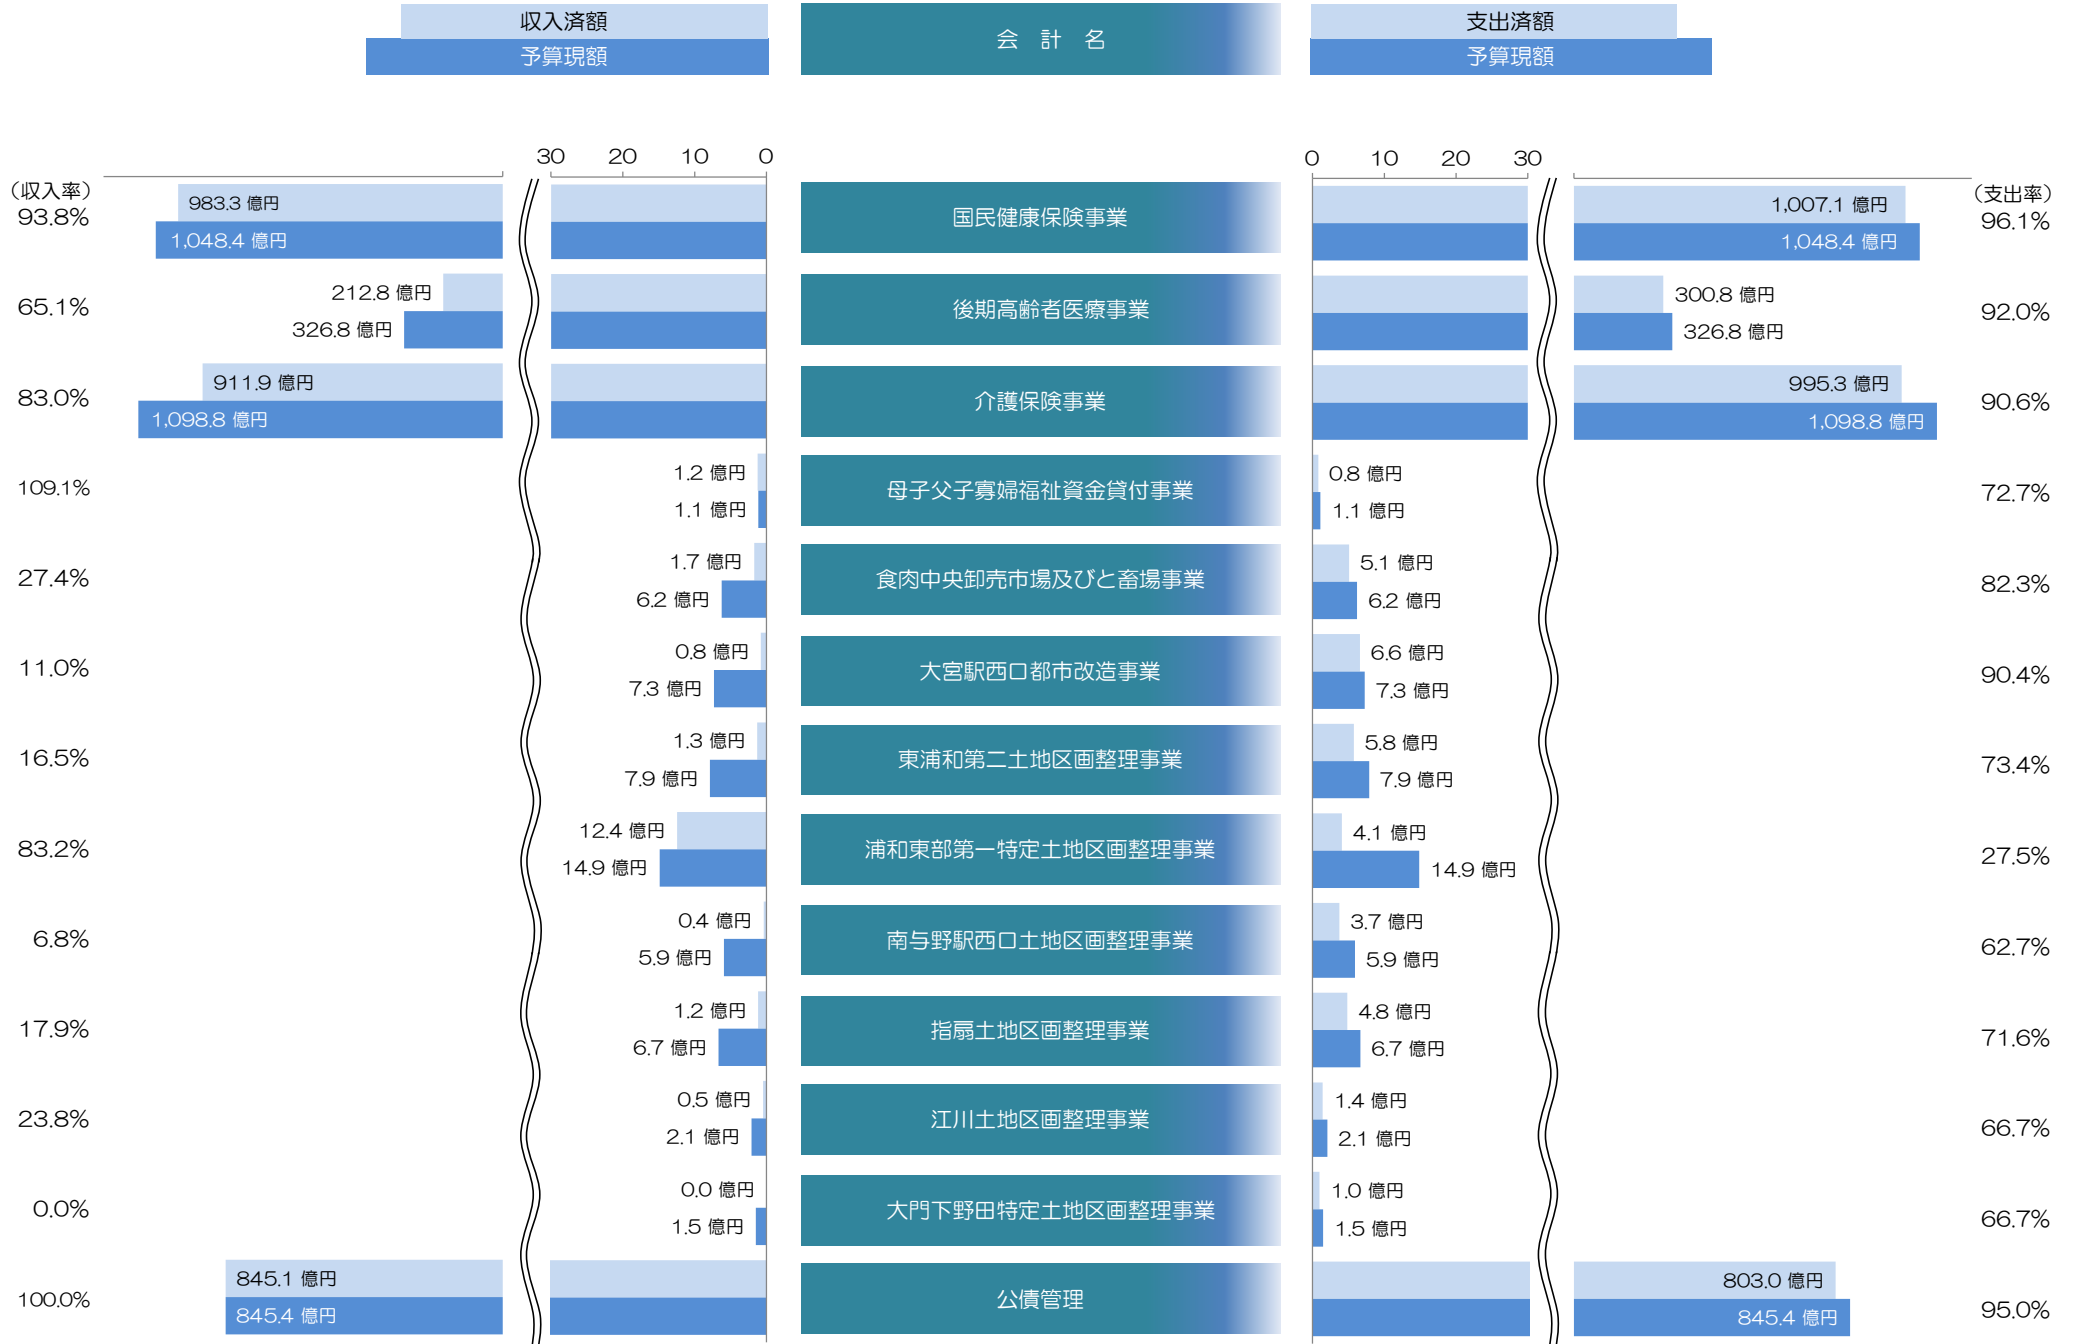 収入済額
予算現額
会 計 名
支出済額
予算現額
30 20 10 0
0 10 20 30
（収入率）
（支出率）
93.8% 983.3 億円 1,048.4 億円 国民健康保険事業 1,007.1 億円 1,048.4 億円 96.1%
65.1% 212.8 億円 326.8 億円 後期高齢者医療事業 300.8 億円 326.8 億円 92.0%
83.0% 911.9 億円 1,098.8 億円 介護保険事業 995.3 億円 1,098.8 億円 90.6%
109.1% 1.2 億円 1.1 億円 母子父子寡婦福祉資金貸付事業 0.8 億円 1.1 億円 72.7%
27.4% 1.7 億円 6.2 億円 食肉中央卸売市場及びと畜場事業 5.1 億円 6.2 億円 82.3%
11.0% 0.8 億円 7.3 億円 大宮駅西口都市改造事業 6.6 億円 7.3 億円 90.4%
16.5% 1.3 億円 7.9 億円 東浦和第二土地区画整理事業 5.8 億円 7.9 億円 73.4%
83.2% 12.4 億円 14.9 億円 浦和東部第一特定土地区画整理事業 4.1 億円 14.9 億円 27.5%
6.8% 0.4 億円 5.9 億円 南与野駅西口土地区画整理事業 3.7 億円 5.9 億円 62.7%
17.9% 1.2 億円 6.7 億円 指扇土地区画整理事業 4.8 億円 6.7 億円 71.6%
23.8% 0.5 億円 2.1 億円 江川土地区画整理事業 1.4 億円 2.1 億円 66.7%
0.0% 0.0 億円 1.5 億円 大門下野田特定土地区画整理事業 1.0 億円 1.5 億円 66.7%
100.0% 845.1 億円 845.4 億円 公債管理 803.0 億円 845.4 億円 95.0%